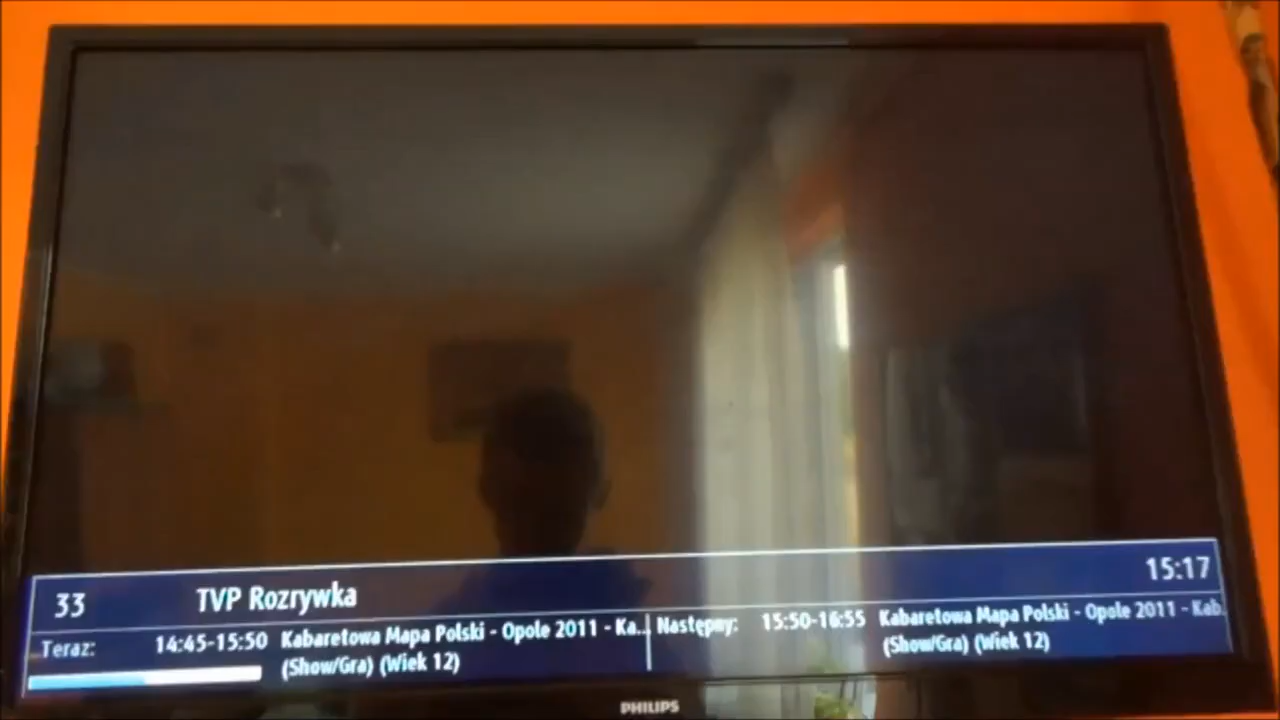 33 TVP Rozrywka 15:17
Teraz: 14:45-15:50 Kabaretowa Mapa Polski - Opole 2011 - Ka...
(Show/Gra) (Wiek 12)
Następny: 15:50-16:55 Kabaretowa Mapa Polski - Opole 2011 - Kab
(Show/Gra) (Wiek 12)
PHILIPS